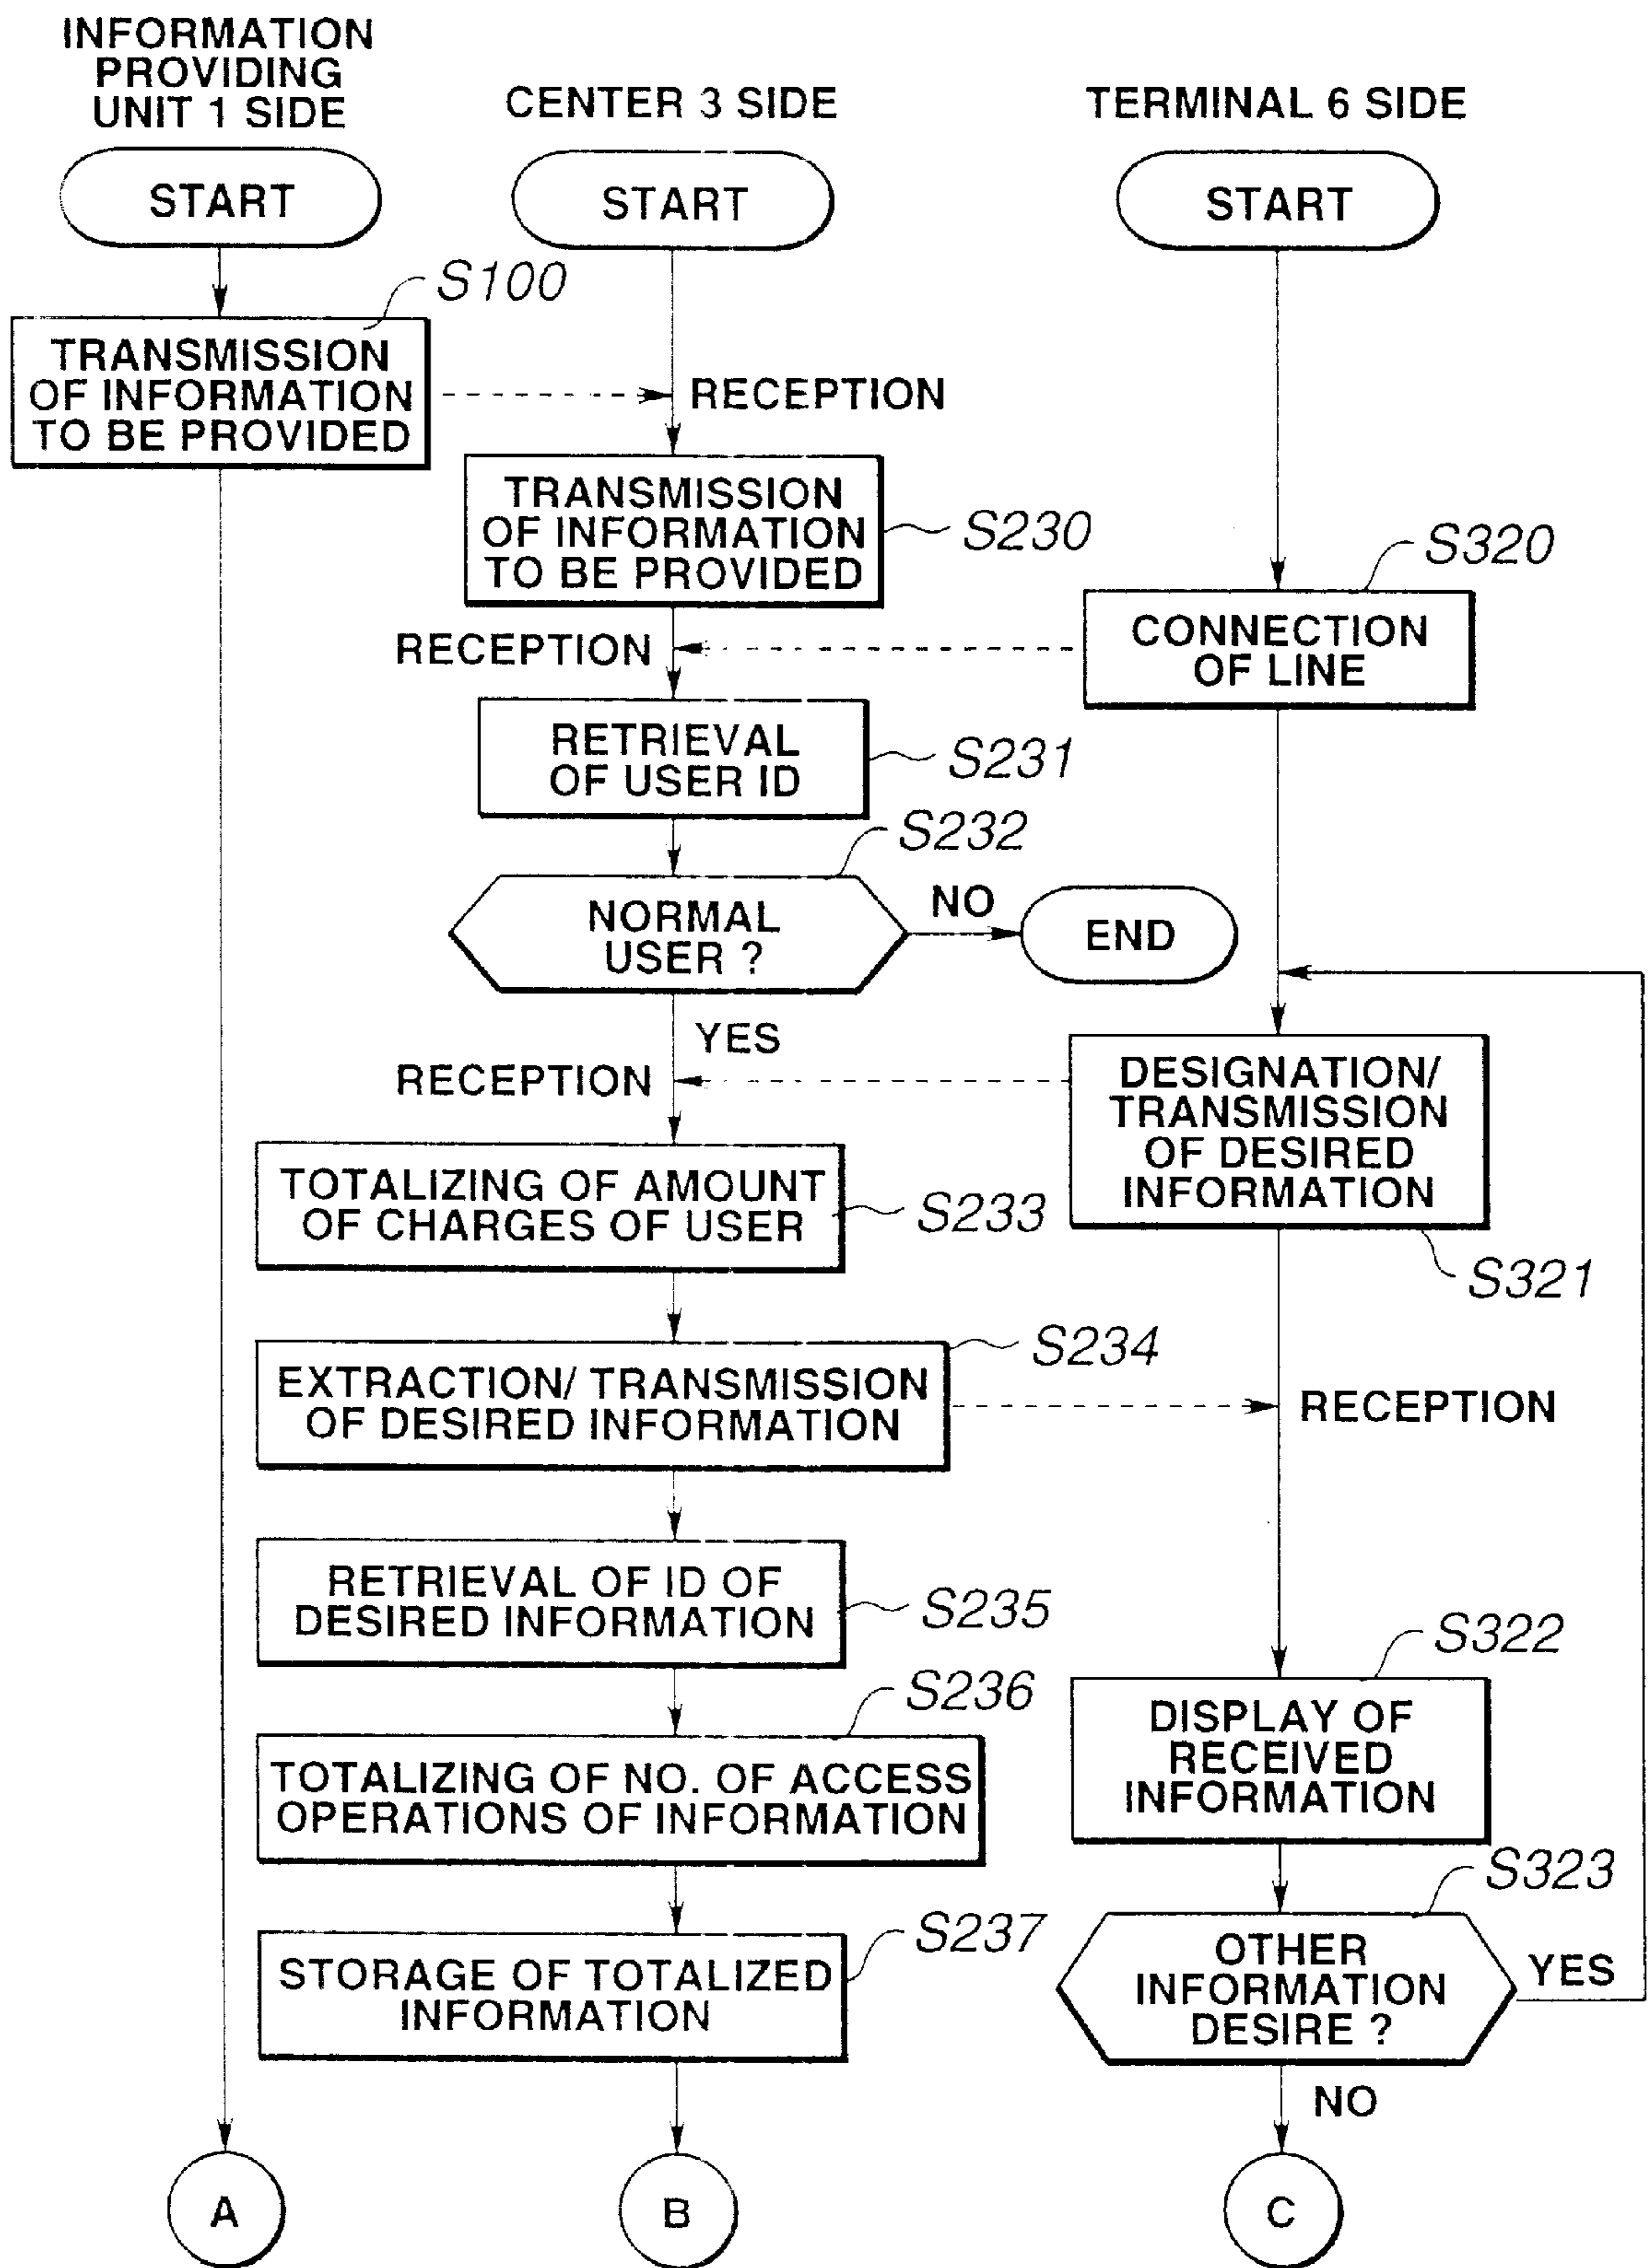 INFORMATION
PROVIDING
UNIT 1 SIDE
CENTER 3 SIDE
TERMINAL 6 SIDE
START
START
START
S100
TRANSMISSION
OF INFORMATION
TO BE PROVIDED
RECEPTION
TRANSMISSION
OF INFORMATION
TO BE PROVIDED
S230
S320
CONNECTION
OF LINE
RECEPTION
RETRIEVAL
OF USER ID
S231
S232
NORMAL
USER ?
NO
END
YES
RECEPTION
DESIGNATION/
TRANSMISSION
OF DESIRED
INFORMATION
S321
TOTALIZING OF AMOUNT
OF CHARGES OF USER
S233
S234
EXTRACTION/ TRANSMISSION
OF DESIRED INFORMATION
RECEPTION
RETRIEVAL OF ID OF
DESIRED INFORMATION
S235
S322
DISPLAY OF
RECEIVED
INFORMATION
S236
TOTALIZING OF NO. OF ACCESS
OPERATIONS OF INFORMATION
S323
OTHER
INFORMATION
DESIRE ?
YES
S237
STORAGE OF TOTALIZED
INFORMATION
NO
A
B
C